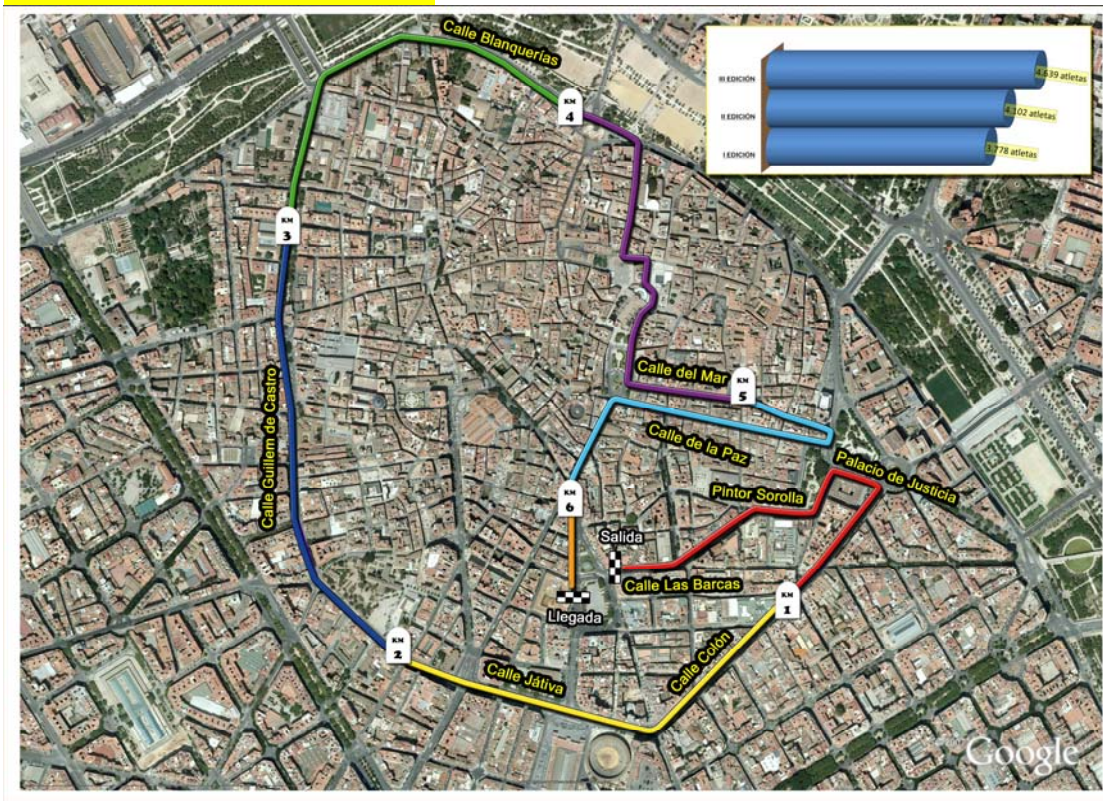 Calle Blanquerías
III EDICIÓN
4.639 atletas
II EDICIÓN
4.102 atletas
I EDICIÓN
3.778 atletas
KM
4
KM
3
Calle Guillem de Castro
Calle del Mar
KM
5
Calle de la Paz
Palacio de Justicia
Pintor Sorolla
KM
6
Salida
Calle Las Barcas
Llegada
KM
1
KM
2
Calle Játiva
Calle Colón
Google